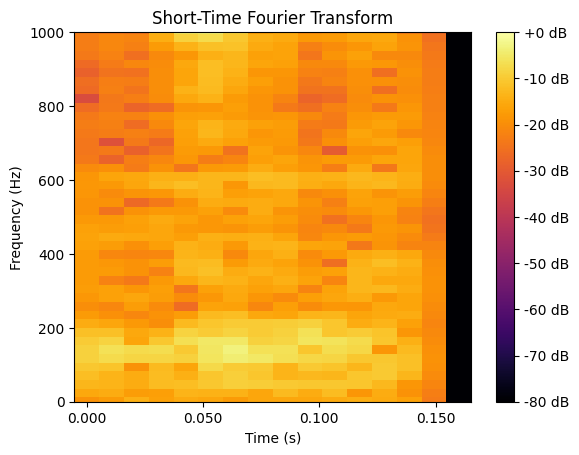 Short-Time Fourier Transform
Frequency (Hz)
1000
800
600
400
200
0
0.000 0.050 0.100 0.150
Time (s)
+0 dB
-10 dB
-20 dB
-30 dB
-40 dB
-50 dB
-60 dB
-70 dB
-80 dB